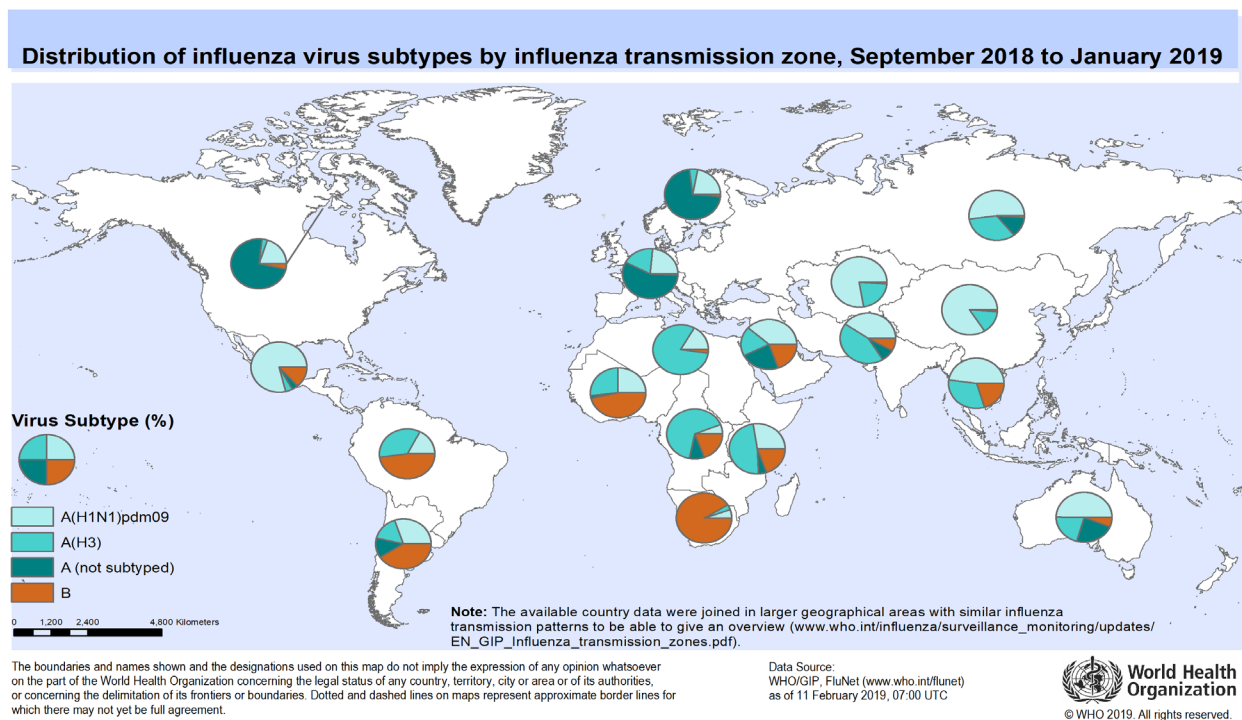 Distribution of influenza virus subtypes by influenza transmission zone, September 2018 to January 2019
Virus Subtype (%)
A(H1N1)pdm09
A(H3)
A (not subtyped)
B
0 1,200 2,400 4,800 Kilometers
Note: The available country data were joined in larger geographical areas with similar influenza
transmission patterns to be able to give an overview (www.who.int/influenza/surveillance_monitoring/updates/
EN_GIP_Influenza_transmission_zones.pdf).
The boundaries and names shown and the designations used on this map do not imply the expression of any opinion whatsoever
on the part of the World Health Organization concerning the legal status of any country, territory, city or area or of its authorities,
or concerning the delimitation of its frontiers or boundaries. Dotted and dashed lines on maps represent approximate border lines for
which there may not yet be full agreement.
Data Source:
WHO/GIP, FluNet (www.who.int/flunet)
as of 11 February 2019, 07:00 UTC
World Health
Organization
© WHO 2019. All rights reserved.